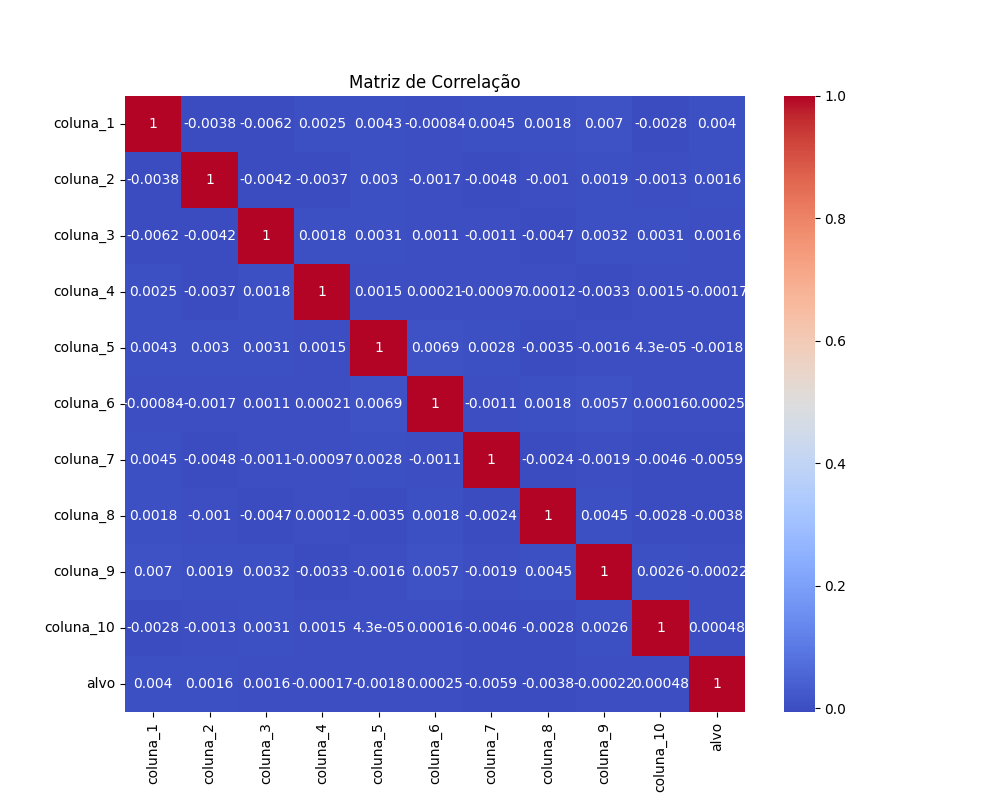 Matriz de Correlação
coluna_1 1 -0.0038 -0.0062 0.0025 0.0043 -0.00084 0.0045 0.0018 0.007 -0.0028 0.004
coluna_2 -0.0038 1 -0.0042 -0.0037 0.003 -0.0017 -0.0048 -0.001 0.0019 -0.0013 0.0016
coluna_3 -0.0062 -0.0042 1 0.0018 0.0031 0.0011 -0.0011 -0.0047 0.0032 0.0031 0.0016
coluna_4 0.0025 -0.0037 0.0018 1 0.0015 0.00021 -0.00097 0.00012 -0.0033 0.0015 -0.00017
coluna_5 0.0043 0.003 0.0031 0.0015 1 0.0069 0.0028 -0.0035 -0.0016 4.3e-05 -0.0018
coluna_6 -0.00084 -0.0017 0.0011 0.00021 0.0069 1 -0.0011 0.0018 0.0057 0.00016 0.00025
coluna_7 0.0045 -0.0048 -0.0011 -0.00097 0.0028 -0.0011 1 -0.0024 -0.0019 -0.0046 -0.0059
coluna_8 0.0018 -0.001 -0.0047 0.00012 -0.0035 0.0018 -0.0024 1 0.0045 -0.0028 -0.0038
coluna_9 0.007 0.0019 0.0032 -0.0033 -0.0016 0.0057 -0.0019 0.0045 1 0.0026 -0.00022
coluna_10 -0.0028 -0.0013 0.0031 0.0015 4.3e-05 0.00016 -0.0046 -0.0028 0.0026 1 0.00048
alvo 0.004 0.0016 0.0016 -0.00017 -0.0018 0.00025 -0.0059 -0.0038 -0.00022 0.00048 1
coluna_1 coluna_2 coluna_3 coluna_4 coluna_5 coluna_6 coluna_7 coluna_8 coluna_9 coluna_10 alvo
1.0
0.8
0.6
0.4
0.2
0.0